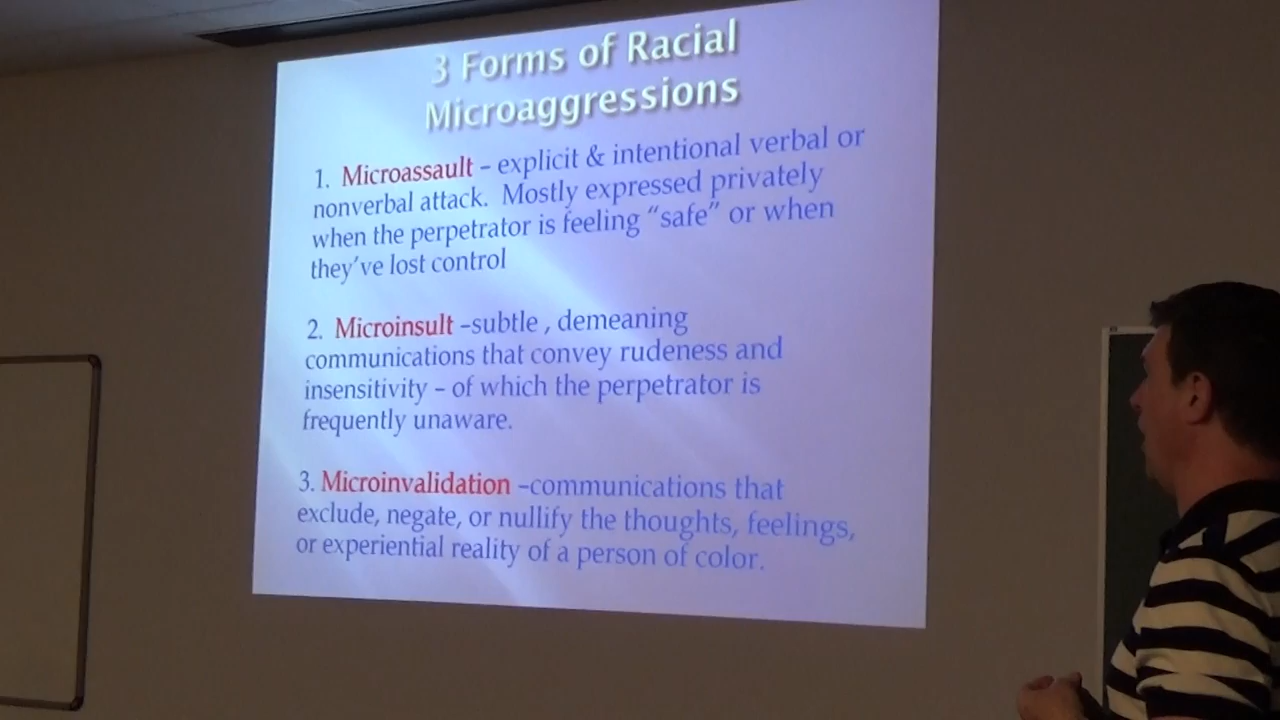 3 Forms of Racial
Microaggressions
1. Microassault – explicit & intentional verbal or
nonverbal attack. Mostly expressed privately
when the perpetrator is feeling “safe” or when
they’ve lost control
2. Microinsult –subtle , demeaning
communications that convey rudeness and
insensitivity – of which the perpetrator is
frequently unaware.
3. Microinvalidation –communications that
exclude, negate, or nullify the thoughts, feelings,
or experiential reality of a person of color.